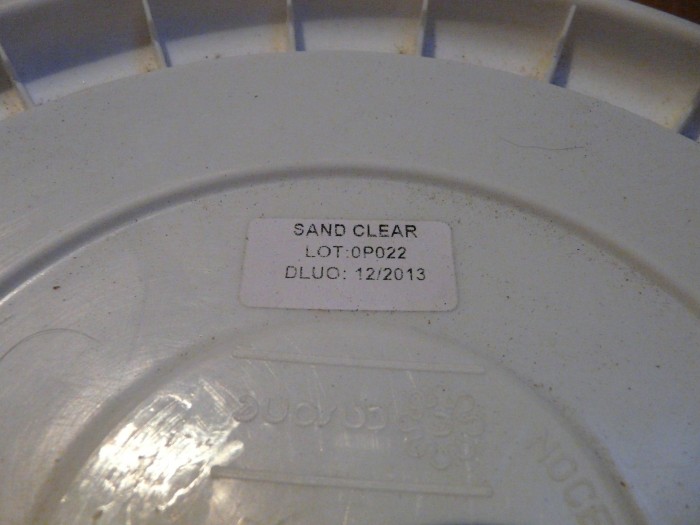 SAND CLEAR
LOT:0P022
DLUO: 12/2013